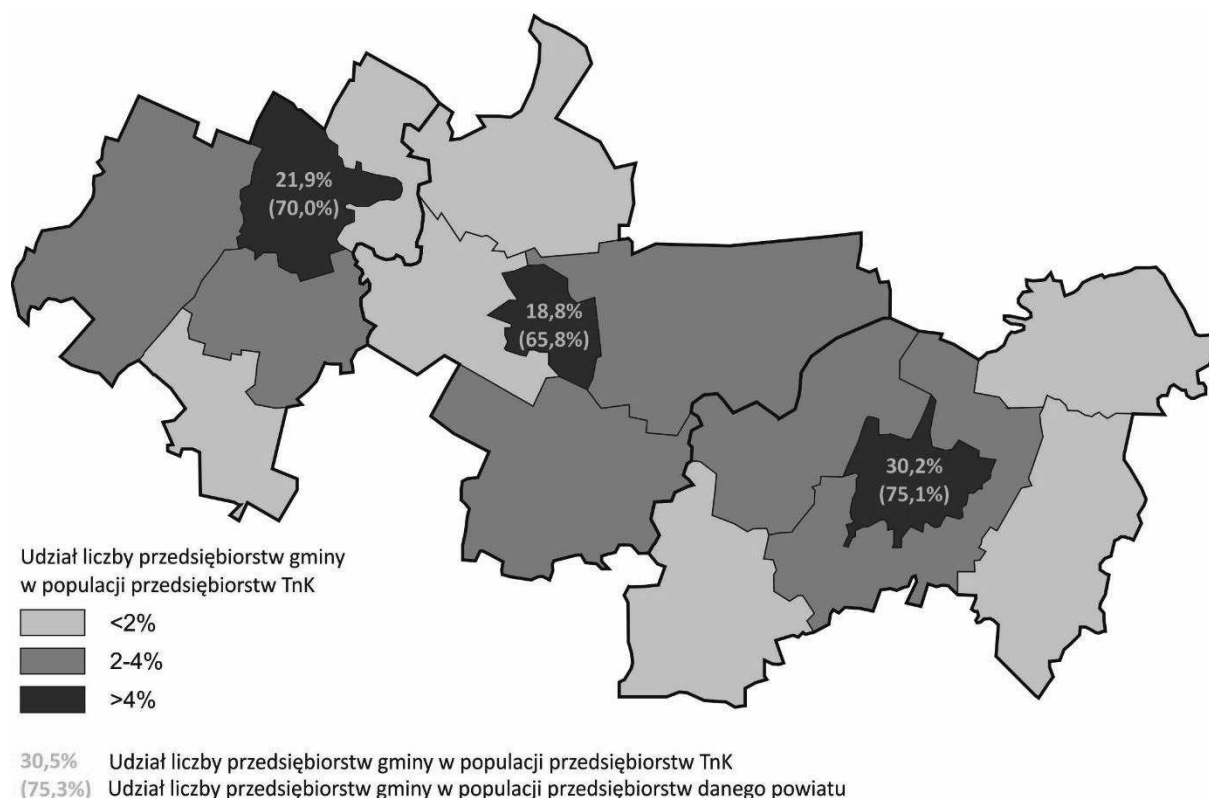 21,9%
(70,0%)
18,8%
(65,8%)
30,2%
(75,1%)
Udział liczby przedsiębiorstw gminy
w populacji przedsiębiorstw TnK
<2%
2-4%
>4%
30,5% Udział liczby przedsiębiorstw gminy w populacji przedsiębiorstw TnK
(75,3%) Udział liczby przedsiębiorstw gminy w populacji przedsiębiorstw danego powiatu